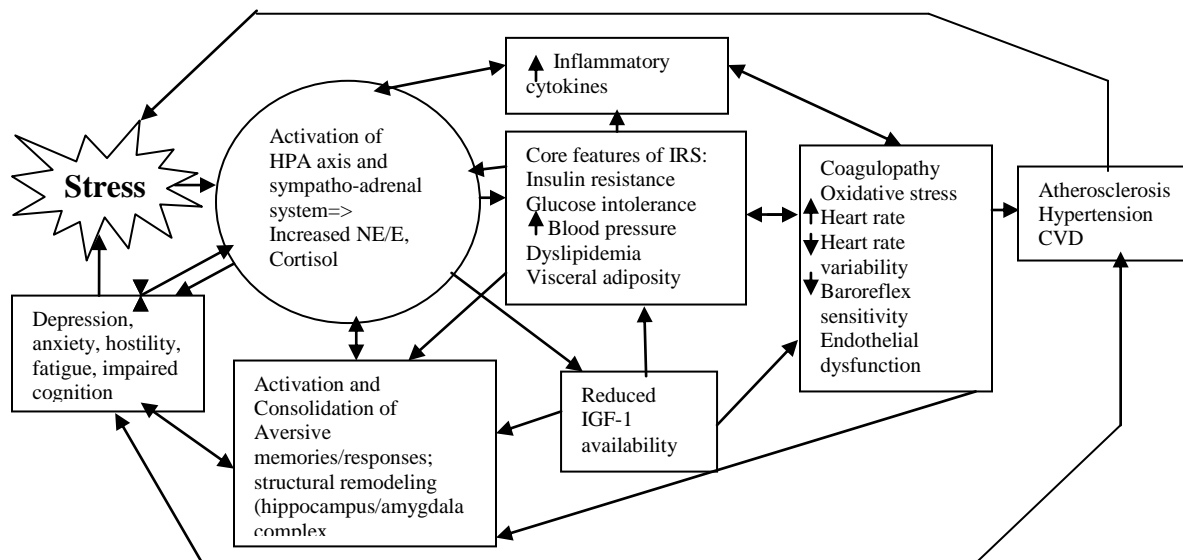 Stress
Activation of
HPA axis and
sympatho-adrenal
system=>
Increased NE/E,
Cortisol
Inflammatory
cytokines
Core features of IRS:
Insulin resistance
Glucose intolerance
Blood pressure
Dyslipidemia
Visceral adiposity
Coagulopathy
Oxidative stress
Heart rate
Heart rate
variability
Baroreflex
sensitivity
Endothelial
dysfunction
Atherosclerosis
Hypertension
CVD
Depression,
anxiety, hostility,
fatigue, impaired
cognition
Activation and
Consolidation of
Aversive
memories/responses;
structural remodeling
(hippocampus/amygdala
complex
Reduced
IGF-1
availability